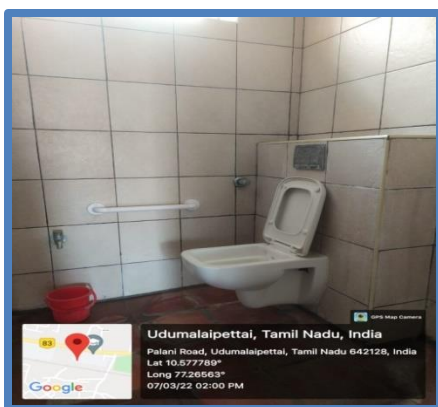 GPS Map Camera
83
Google
Udumalaipettai, Tamil Nadu, India
Palani Road, Udumalaipettai, Tamil Nadu 642128, India
Lat 10.577789°
Long 77.26563°
07/03/22 02:00 PM